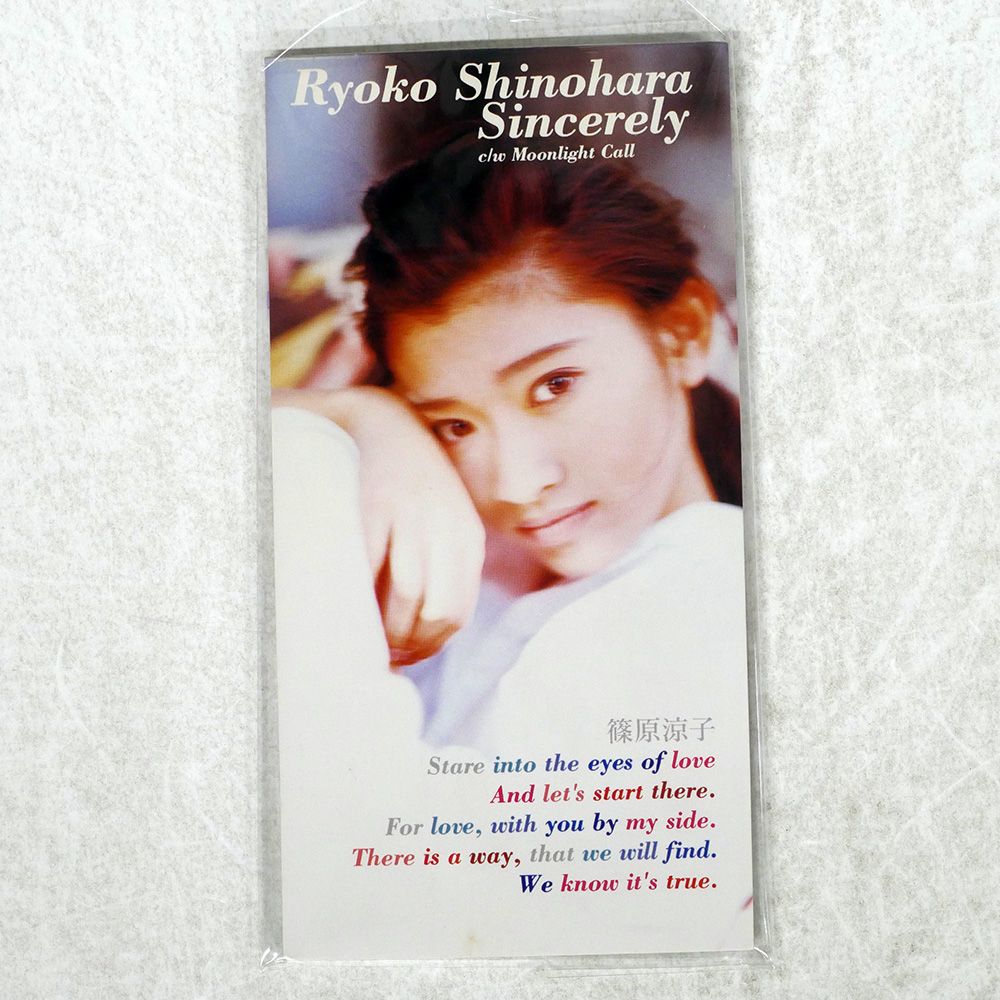 Ryoko Shinohara
Sincerely
c/w Moonlight Call
篠原涼子
Stare into the eyes of love
And let's start there.
For love, with you by my side.
There is a way, that we will find.
We know it's true.